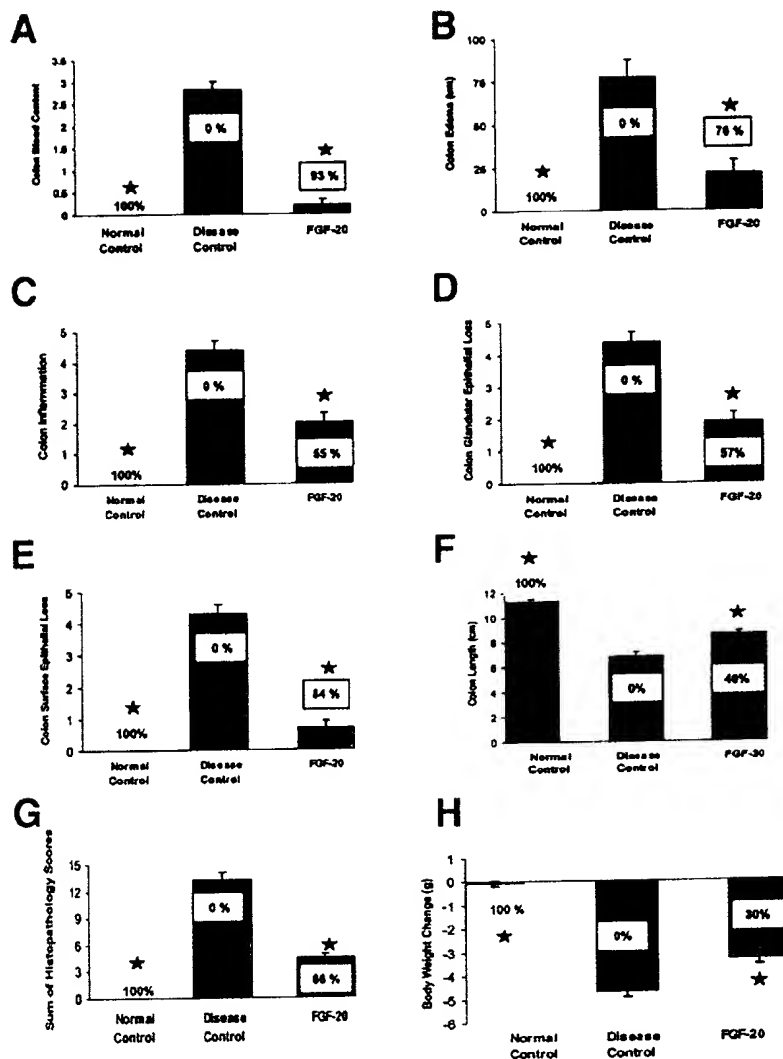 A
Colon Blood Content
3.5
3
2.5
2
1.5
1
0.5
0
100%
0 %
93 %
Normal Control
Disease Control
FGF-20
B
Colon Edema
100
75
50
25
0
100%
0 %
76 %
Normal Control
Disease Control
FGF-20
C
Colon Inflammation
5
4
3
2
1
0
100%
0 %
55 %
Normal Control
Disease Control
FGF-20
D
Colon Glandular Epithelial Loss
5
4
3
2
1
0
100%
0 %
57%
Normal Control
Disease Control
FGF-20
E
Colon Surface Epithelial Loss
5
4
3
2
1
0
100%
0 %
84 %
Normal Control
Disease Control
FGF-20
F
Colon Length (cm)
12
10
8
6
4
2
0
100%
0%
Normal Control
Disease Control
FGF-20
G
Sum of Histopathology Scores
15
12
9
6
3
0
100%
0 %
66 %
Normal Control
Disease Control
FGF-20
H
Body Weight Change (g)
1
0
-1
-2
-3
-4
-5
-6
100 %
0%
30%
Normal Control
Disease Control
FGF-20